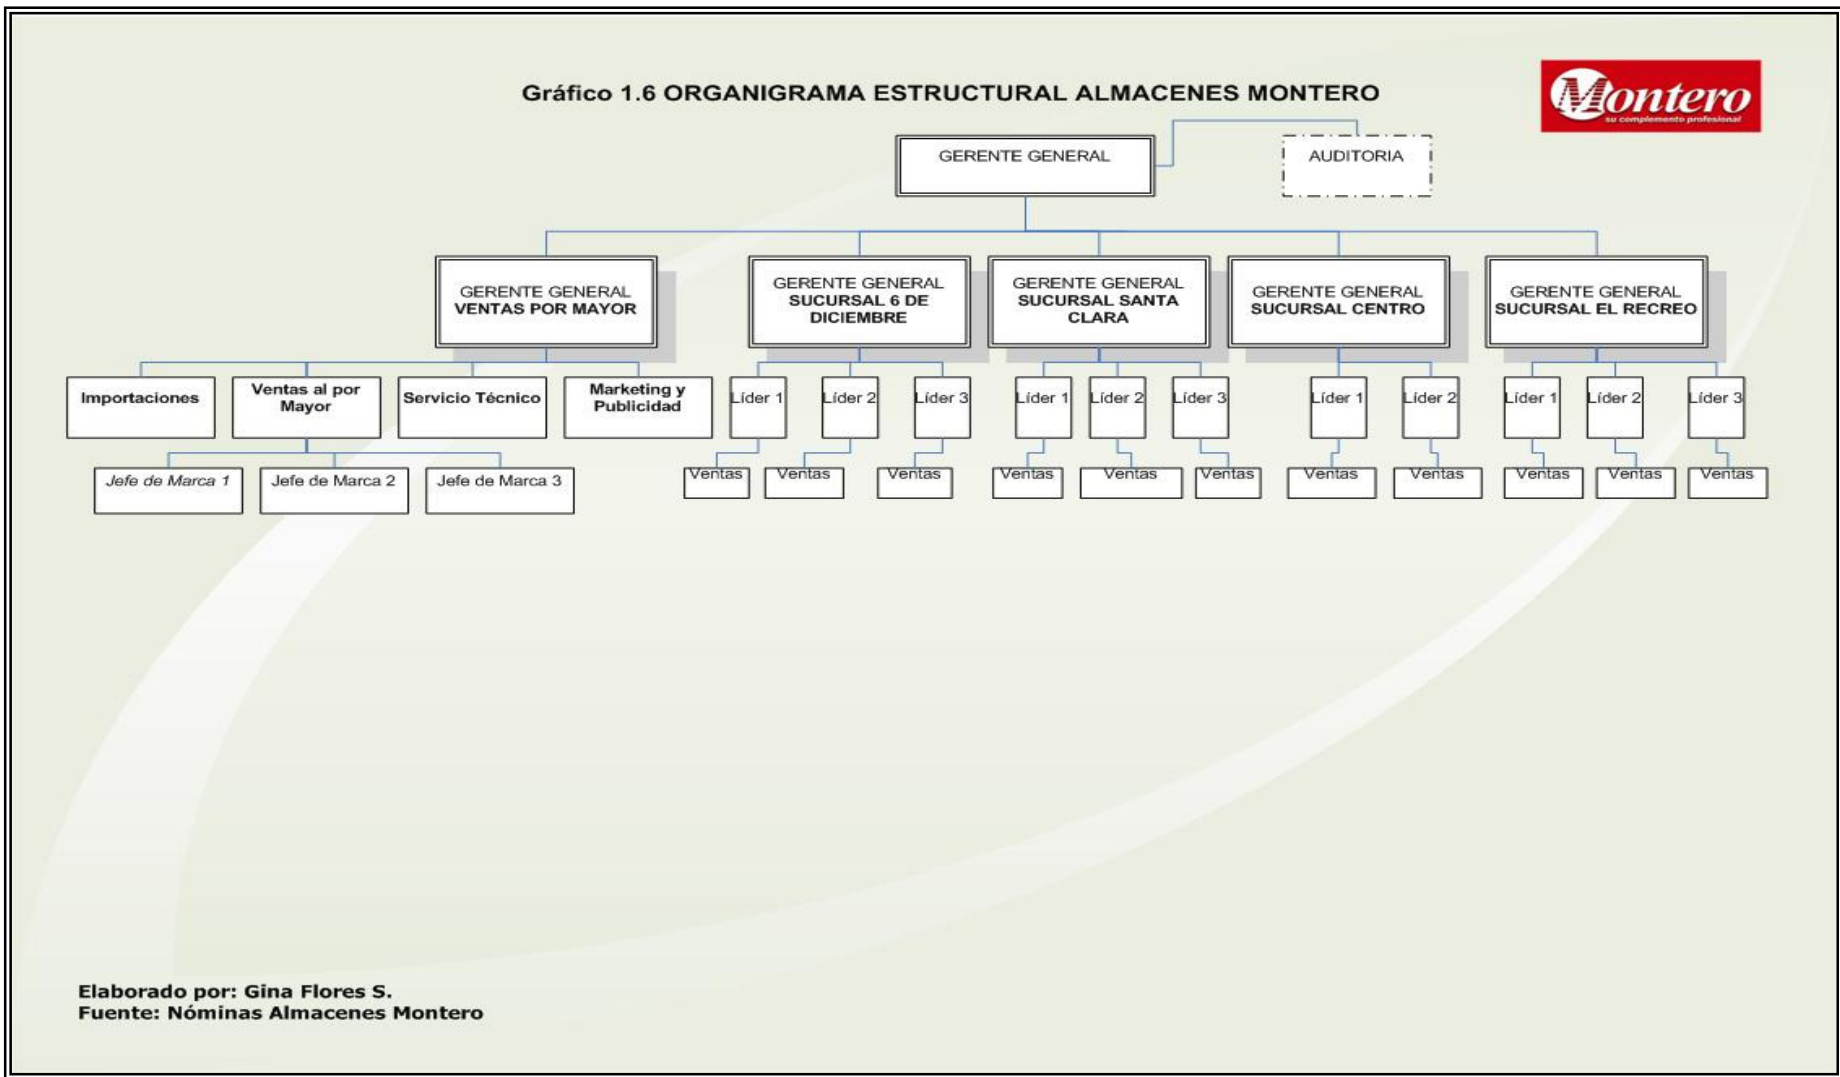 Gráfico 1.6 ORGANIGRAMA ESTRUCTURAL ALMACENES MONTERO
Montero
su complemento profesional
GERENTE GENERAL
AUDITORIA
GERENTE GENERAL
VENTAS POR MAYOR
GERENTE GENERAL
SUCURSAL 6 DE
DICIEMBRE
GERENTE GENERAL
SUCURSAL SANTA
CLARA
GERENTE GENERAL
SUCURSAL CENTRO
GERENTE GENERAL
SUCURSAL EL RECREO
Importaciones
Ventas al por
Mayor
Servicio Técnico
Marketing y
Publicidad
Líder 1
Líder 2
Líder 3
Líder 1
Líder 2
Líder 3
Líder 1
Líder 2
Líder 1
Líder 2
Líder 3
Jefe de Marca 1
Jefe de Marca 2
Jefe de Marca 3
Ventas
Ventas
Ventas
Ventas
Ventas
Ventas
Ventas
Ventas
Ventas
Ventas
Ventas
Elaborado por: Gina Flores S.
Fuente: Nóminas Almacenes Montero